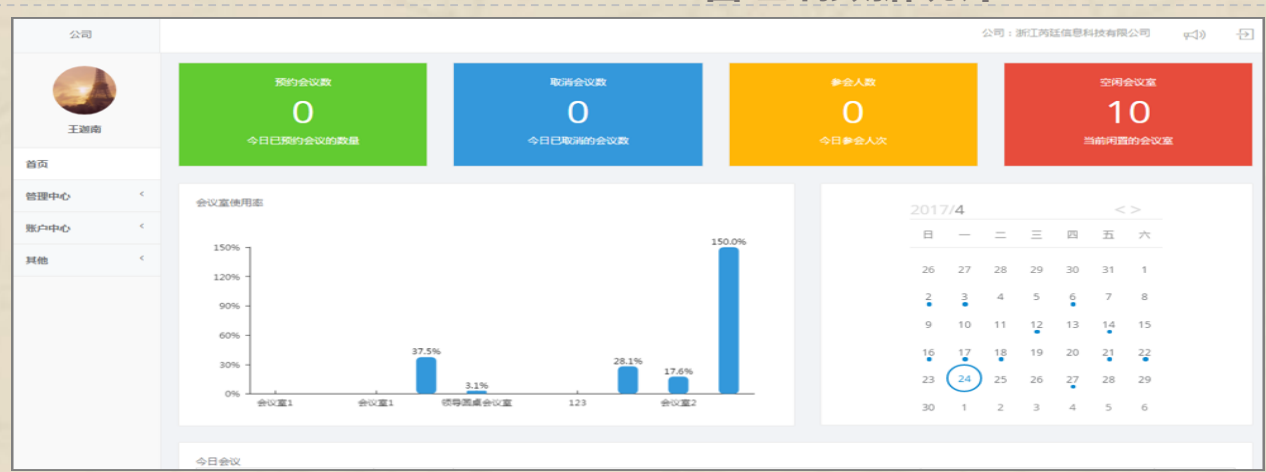 公司
公司：浙江芮廷信息科技有限公司
王迦南
首页
管理中心
账户中心
其他
预约会议数
0
今日已预约会议的数量
取消会议数
0
今日已取消的会议数
参会人数
0
今日参会人次
空闲会议室
10
当前闲置的会议室
会议室使用率
150%
120%
90%
60%
30%
0%
37.5%
3.1%
28.1%
17.6%
150.0%
会议室1
会议室1
领导圆桌会议室
123
会议室2
2017/4
< >
日 一 二 三 四 五 六
26 27 28 29 30 31 1
2 3 4 5 6 7 8
9 10 11 12 13 14 15
16 17 18 19 20 21 22
23 24 25 26 27 28 29
30 1 2 3 4 5 6
今日会议